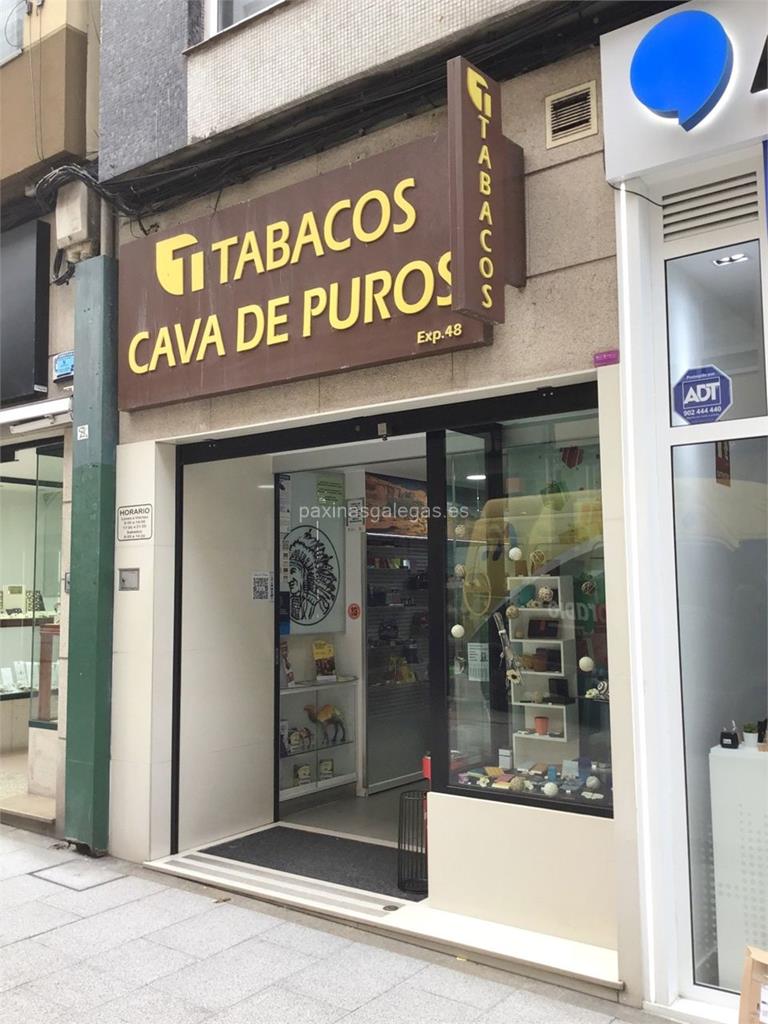 TABACOS
CAVA DE PUROS
Exp.48
TABACOS
ADT
902 444 440
HORARIO
paxinasgalegas.es